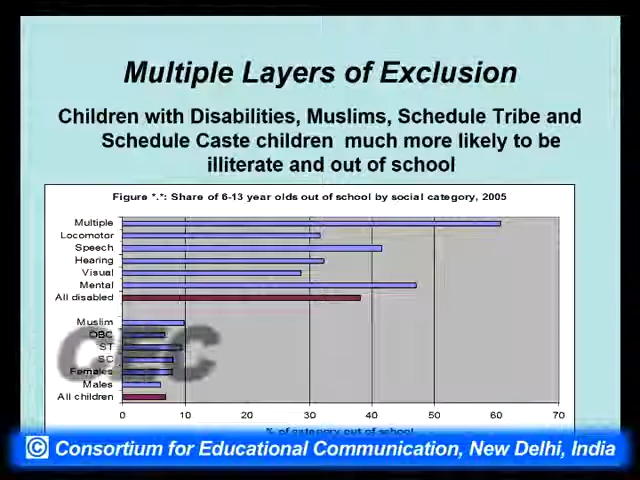 Multiple Layers of Exclusion
Children with Disabilities, Muslims, Schedule Tribe and
Schedule Caste children much more likely to be
illiterate and out of school
Figure *.*: Share of 6-13 year olds out of school by social category, 2005
Multiple
Locomotor
Speech
Hearing
Visual
Mental
All disabled
Muslim
OBC
ST
SC
Females
Males
All children
0 10 20 30 40 50 60 70
% of category out of school
CEC
© Consortium for Educational Communication, New Delhi, India